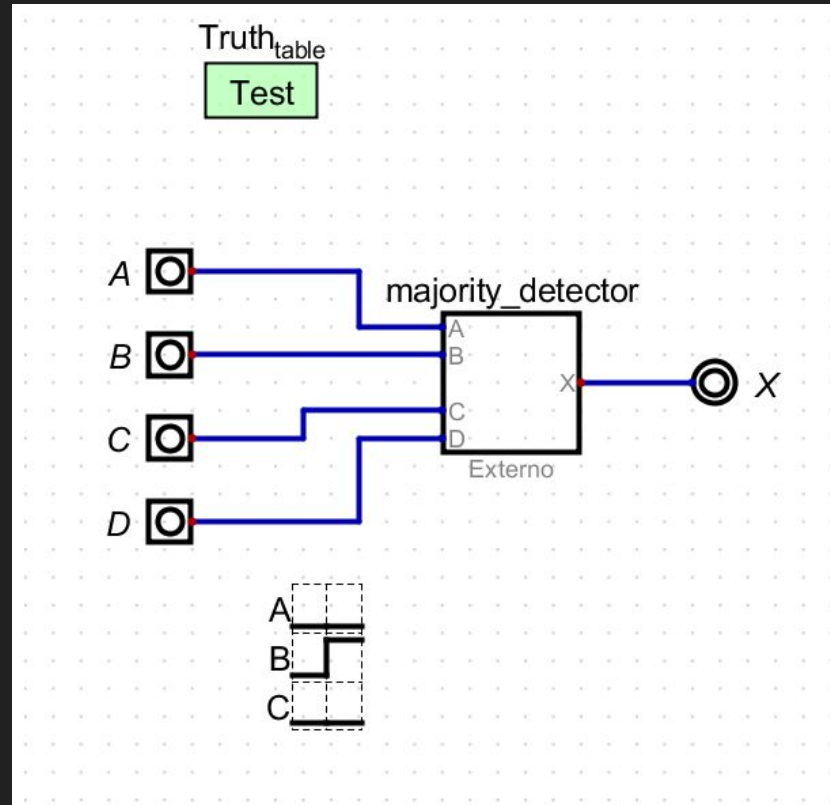 Truthtable
Test
A
majority_detector
A
B
B
X
X
C
C
D
Externo
D
A
B
C